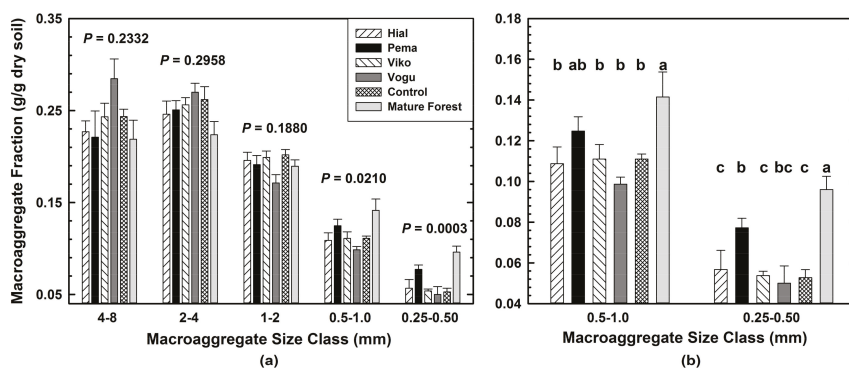 Macroaggregate Fraction (g/g dry soil)
0.35
0.25
0.15
0.05
(a)
P = 0.2332
P = 0.2958
P = 0.1880
P = 0.0210
P = 0.0003
Hial
Pema
Viko
Vogu
Control
Mature Forest
4-8 2-4 1-2 0.5-1.0 0.25-0.50
Macroaggregate Size Class (mm)
(a)
0.18
0.16
0.14
0.12
0.10
0.08
0.06
0.04
(b)
b ab b b b a
c b c bc c a
0.5-1.0 0.25-0.50
Macroaggregate Size Class (mm)
(b)